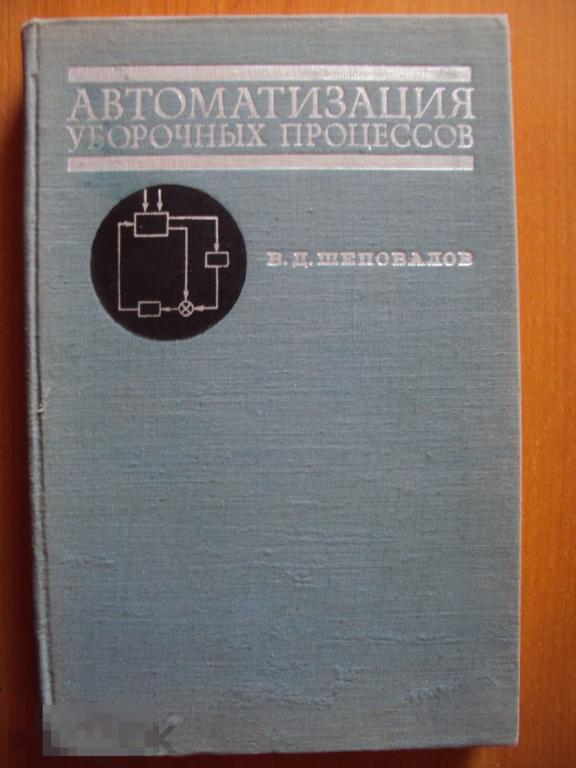 АВТОМАТИЗАЦИЯ
УБОРОЧНЫХ ПРОЦЕССОВ
В. Д. ШЕПОВАЛОВ